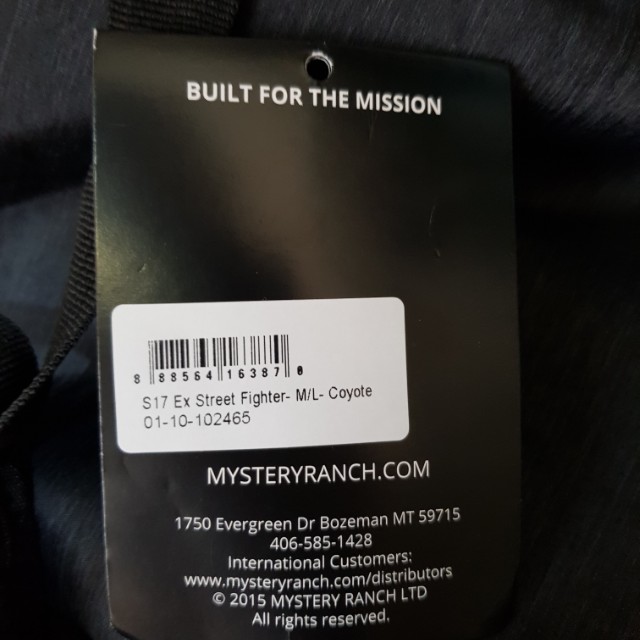 BUILT FOR THE MISSION
8 88564 16387 0
S17 Ex Street Fighter- M/L- Coyote
01-10-102465
MYSTERYRANCH.COM
1750 Evergreen Dr Bozeman MT 59715
406-585-1428
International Customers:
www.mysteryranch.com/distributors
© 2015 MYSTERY RANCH LTD
All rights reserved.